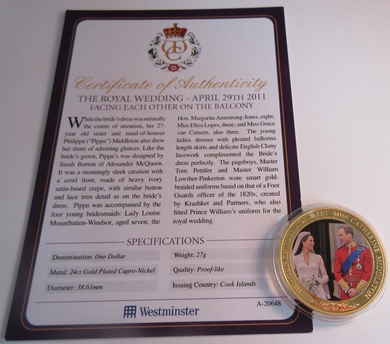 Certificate of Authenticity
THE ROYAL WEDDING - APRIL 29TH 2011
FACING EACH OTHER ON THE BALCONY
While the bride's dress was naturally
the centre of attention, her 27-
year old sister and maid-of-honour
Philippa ("Pippa") Middleton also drew
her share of admiring glances. Like the
bride's gown, Pippa's was designed by
Sarah Burton of Alexander McQueen. It
was a stunningly sleek creation with
a cowl front, made of heavy ivory
satin-based crepe, with similar button
and lace trim detail as on the bride's
dress. Pippa was accompanied by the
four young bridesmaids: Lady Louise
Mountbatten-Windsor, aged seven; the
Hon. Margarita Armstrong-Jones, eight;
Miss Eliza Lopes, three; and Miss Grace
van Cutsem, also three. The young
ladies dresses with pleated ballerina
length skirts and delicate English Cluny
lacework complimented the Bride's
dress perfectly. The pageboys, Master
Tom Pettifer and Master William
Lowther-Pinkerton wore smart gold-
braided uniforms based on that of a Foot
Guards officer of the 1820s, created
by Kashket and Partners, who also
fitted Prince William's uniform for the
royal wedding.
SPECIFICATIONS
Denomination: One Dollar
Weight: 27g
Metal: 24ct Gold Plated Cupro-Nickel
Quality: Proof-like
Diameter: 38.61mm
Issuing Country: Cook Islands
Westminster
A-20648
MISS CATHERINE MIDDLETON